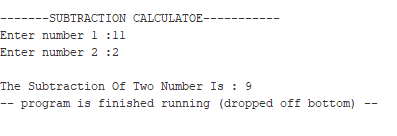 -------SUBTRACTION CALCULATOE-----------
Enter number 1 :11
Enter number 2 :2
The Subtraction Of Two Number Is : 9
-- program is finished running (dropped off bottom) --